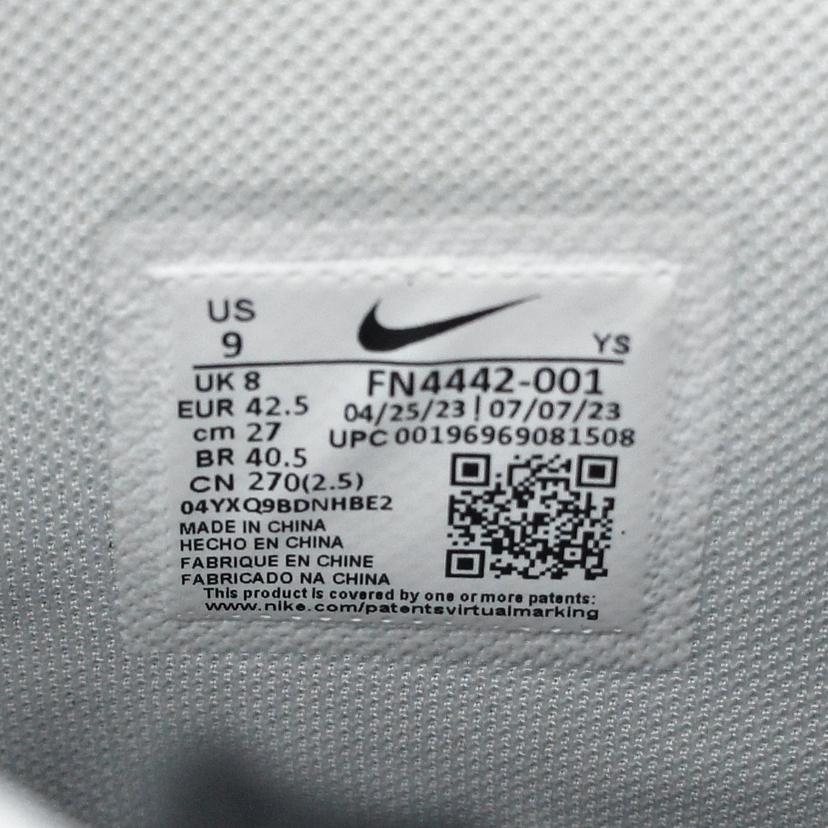 US
9
YS
UK 8
FN4442-001
EUR 42.5
04/25/23 | 07/07/23
cm 27
UPC 00196969081508
BR 40.5
CN 270(2.5)
04YXQ9BDNHBE2
MADE IN CHINA
HECHO EN CHINA
FABRIQUE EN CHINE
FABRICADO NA CHINA
This product is covered by one or more patents:
www.nike.com/patentsvirtualmarking